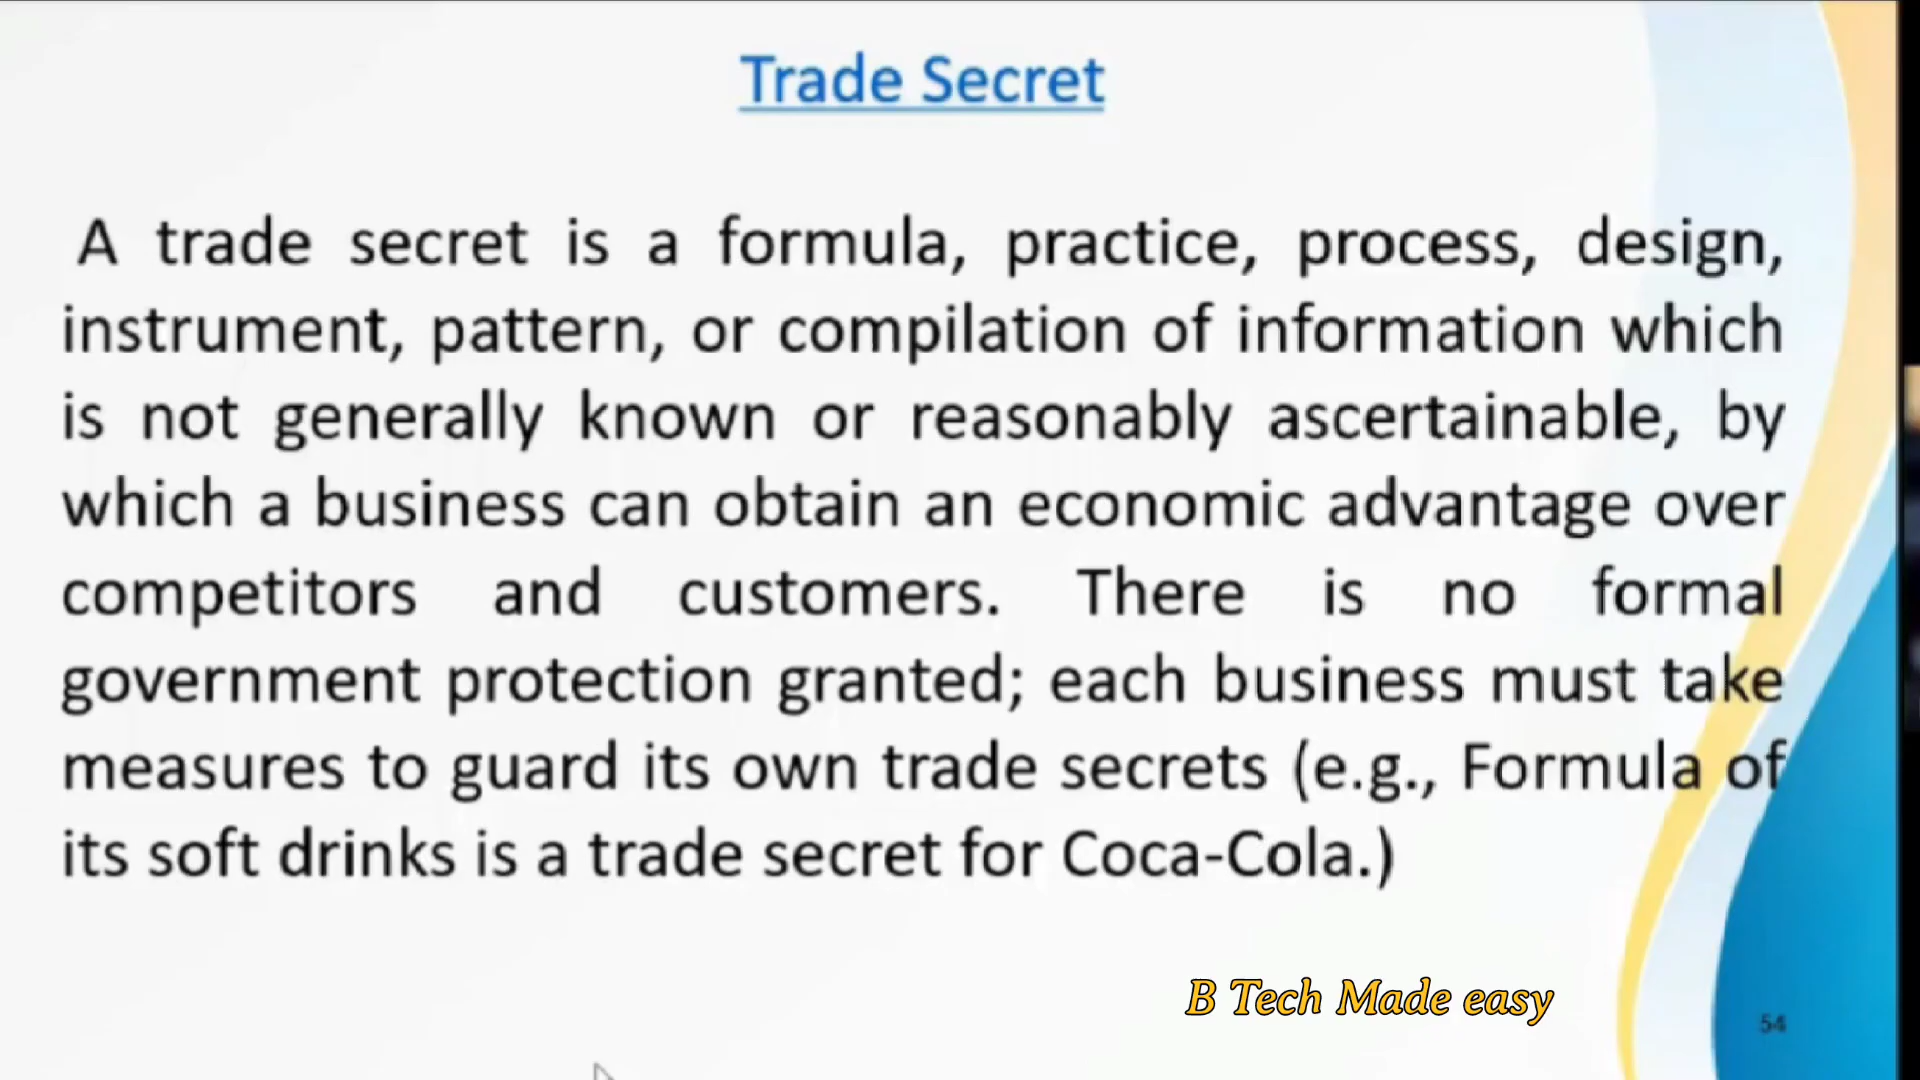 Trade Secret
A trade secret is a formula, practice, process, design,
instrument, pattern, or compilation of information which
is not generally known or reasonably ascertainable, by
which a business can obtain an economic advantage over
competitors and customers. There is no formal
government protection granted; each business must take
measures to guard its own trade secrets (e.g., Formula of
its soft drinks is a trade secret for Coca-Cola.)
B Tech Made easy
54